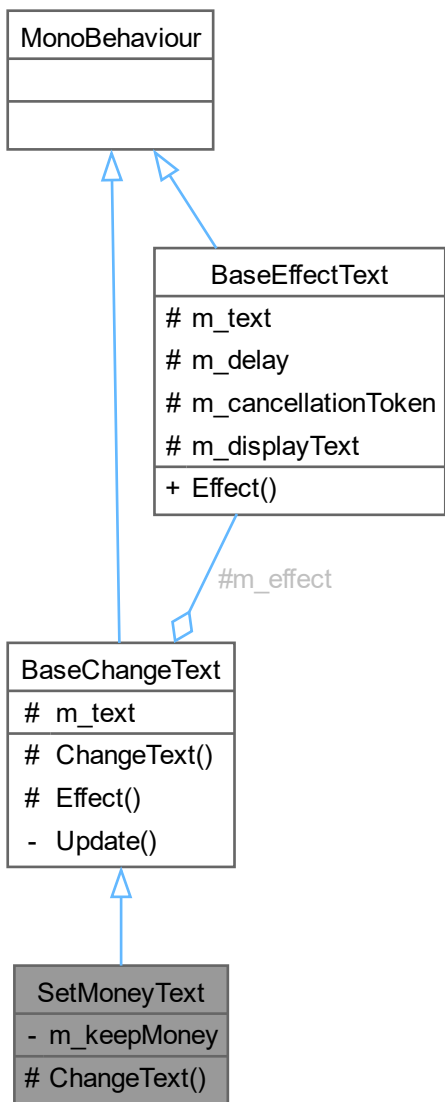 MonoBehaviour
BaseEffectText
# m_text
# m_delay
# m_cancellationToken
# m_displayText
+ Effect()
#m_effect
BaseChangeText
# m_text
# ChangeText()
# Effect()
- Update()
SetMoneyText
- m_keepMoney
# ChangeText()